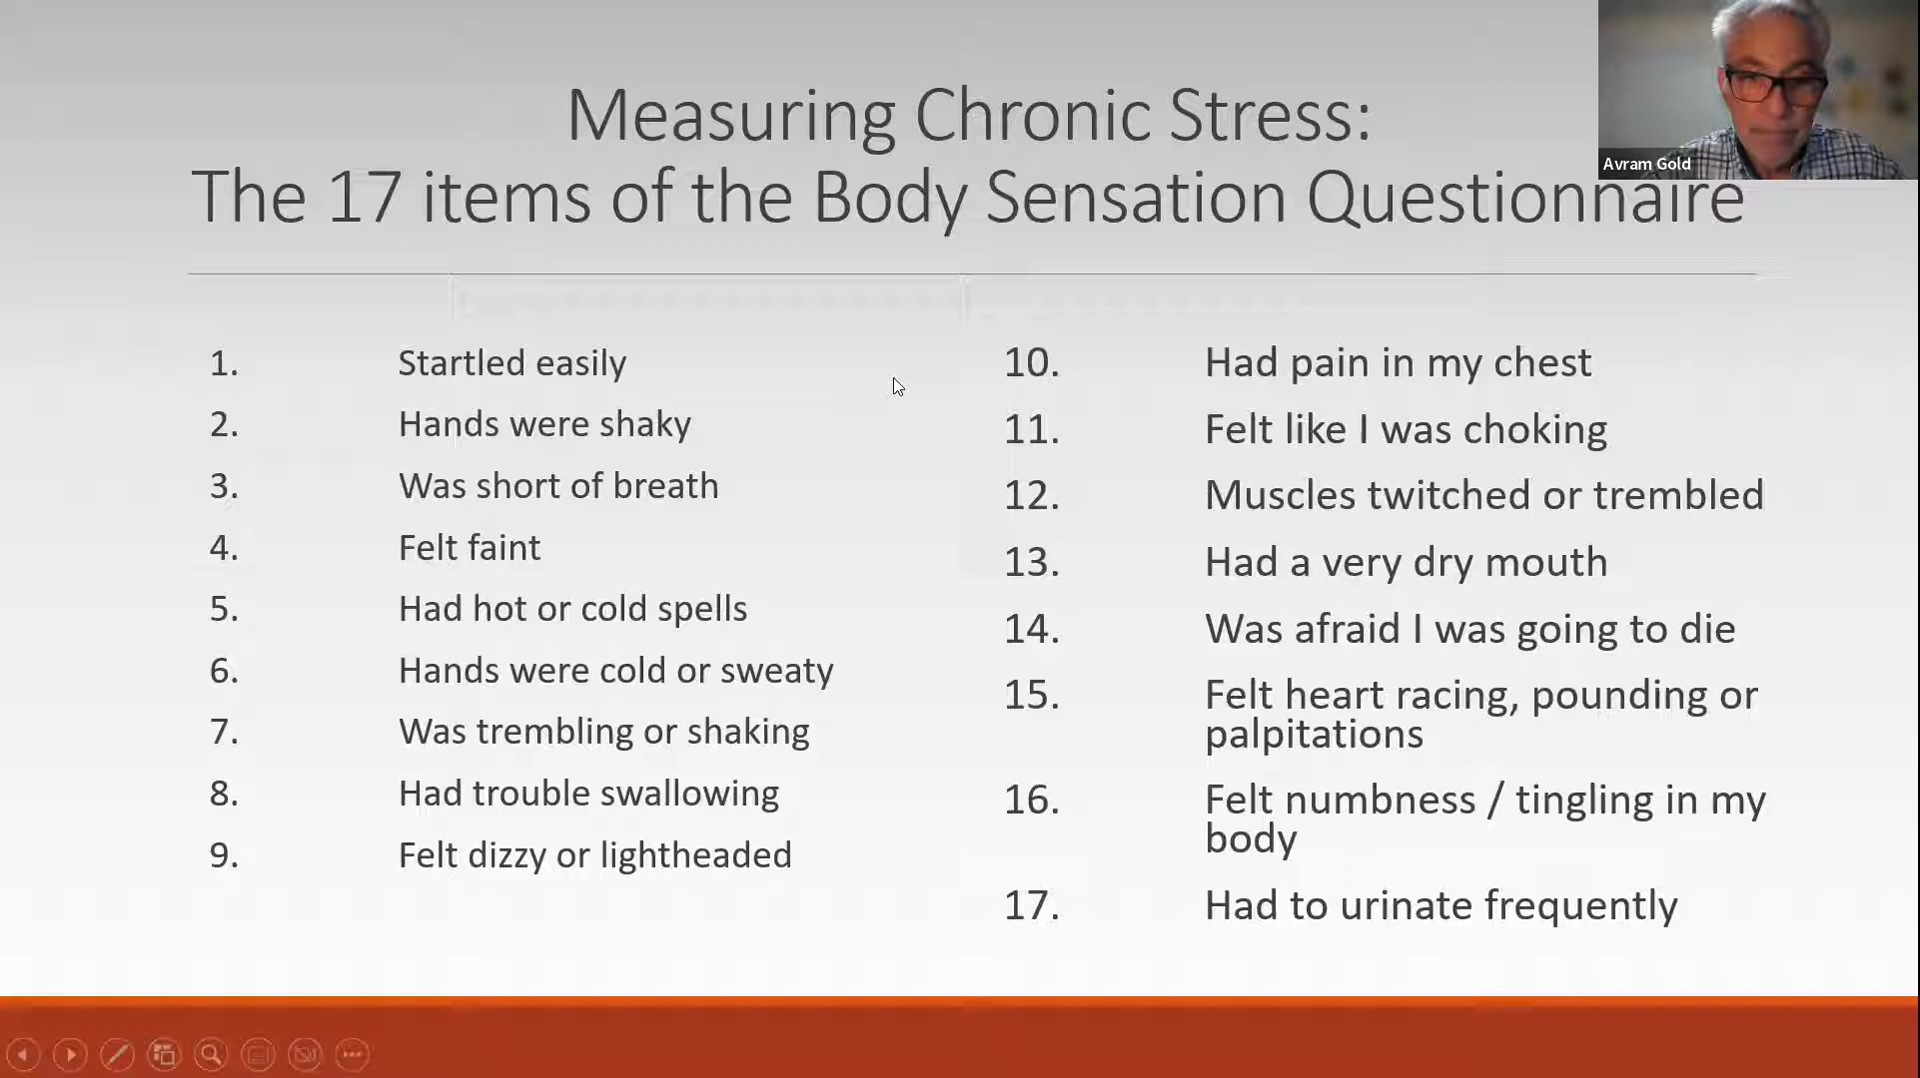 Measuring Chronic Stress:
The 17 items of the Body Sensation Questionnaire
Avram Gold
1. Startled easily
2. Hands were shaky
3. Was short of breath
4. Felt faint
5. Had hot or cold spells
6. Hands were cold or sweaty
7. Was trembling or shaking
8. Had trouble swallowing
9. Felt dizzy or lightheaded
10. Had pain in my chest
11. Felt like I was choking
12. Muscles twitched or trembled
13. Had a very dry mouth
14. Was afraid I was going to die
15. Felt heart racing, pounding or
palpitations
16. Felt numbness / tingling in my
body
17. Had to urinate frequently